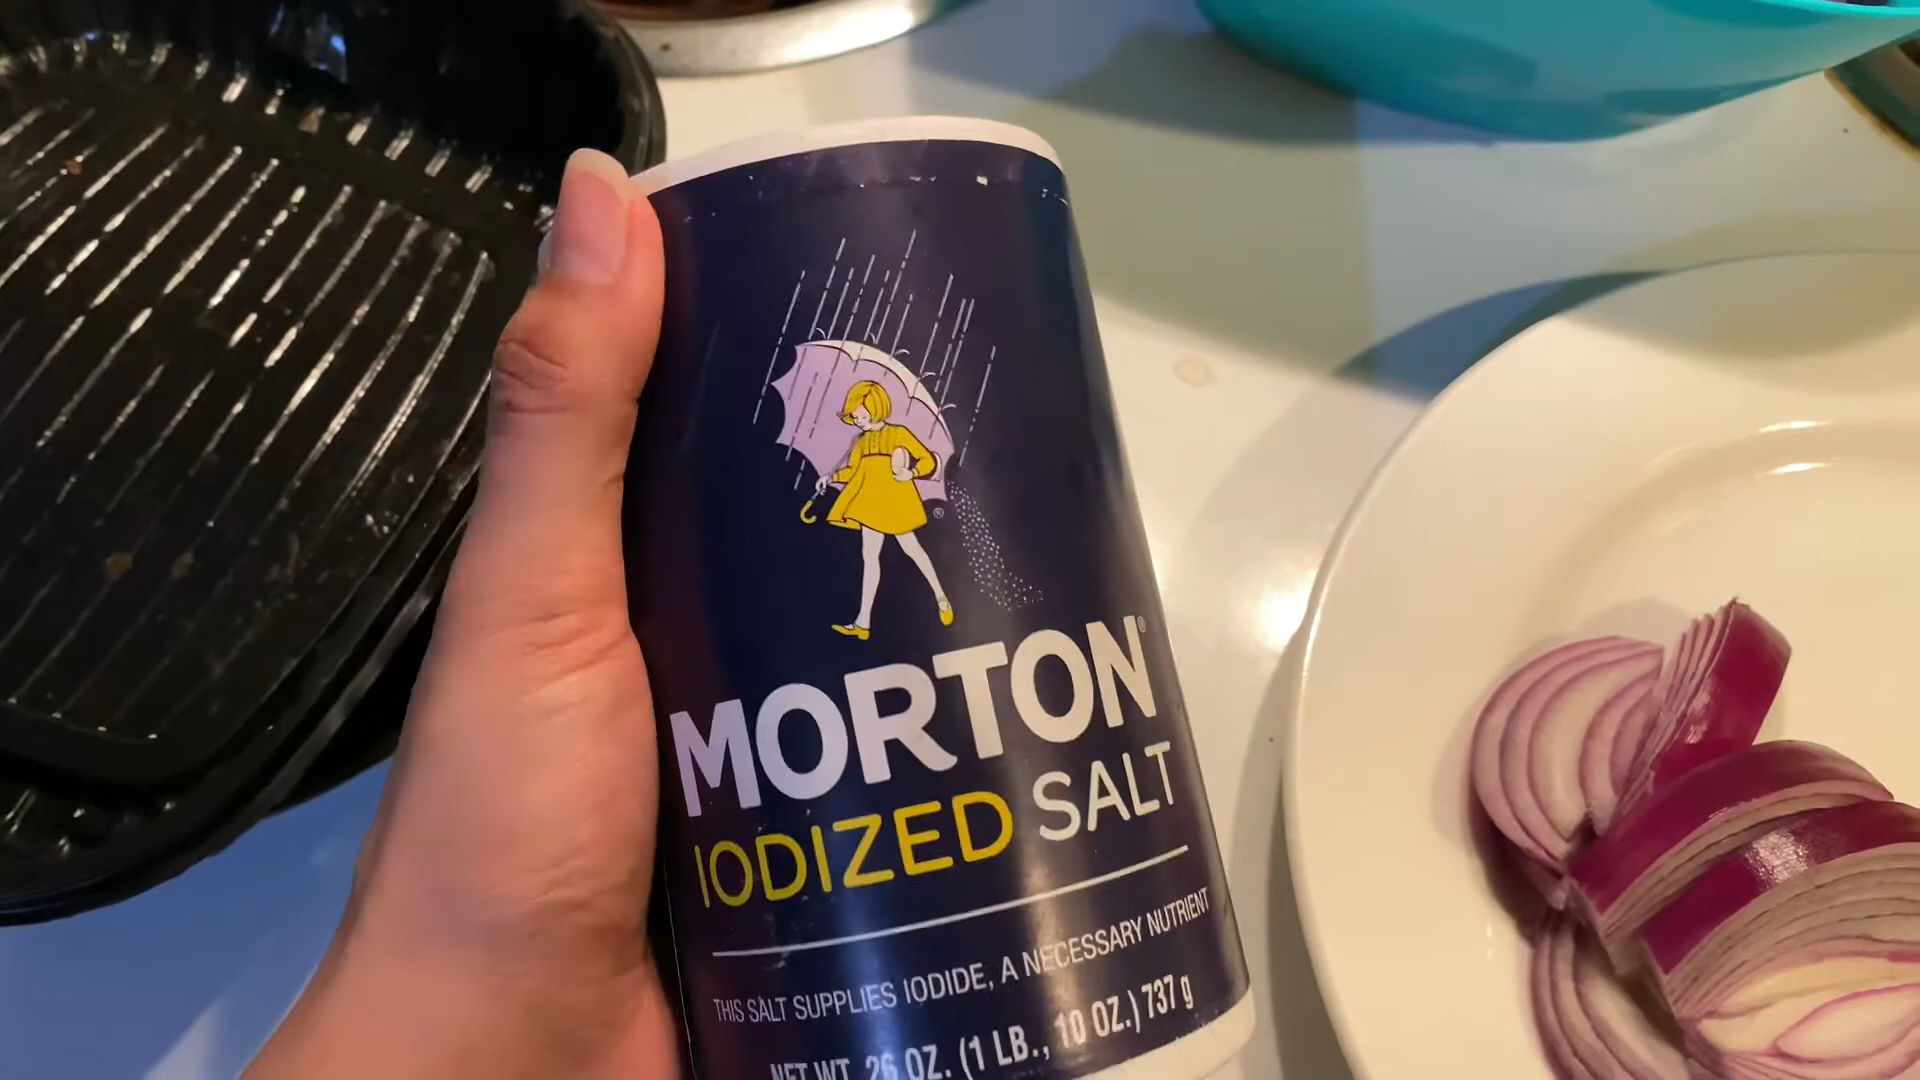 MORTON®
IODIZED SALT
THIS SALT SUPPLIES IODIDE, A NECESSARY NUTRIENT
NET WT. 26 OZ. (1 LB., 10 OZ.) 737 g